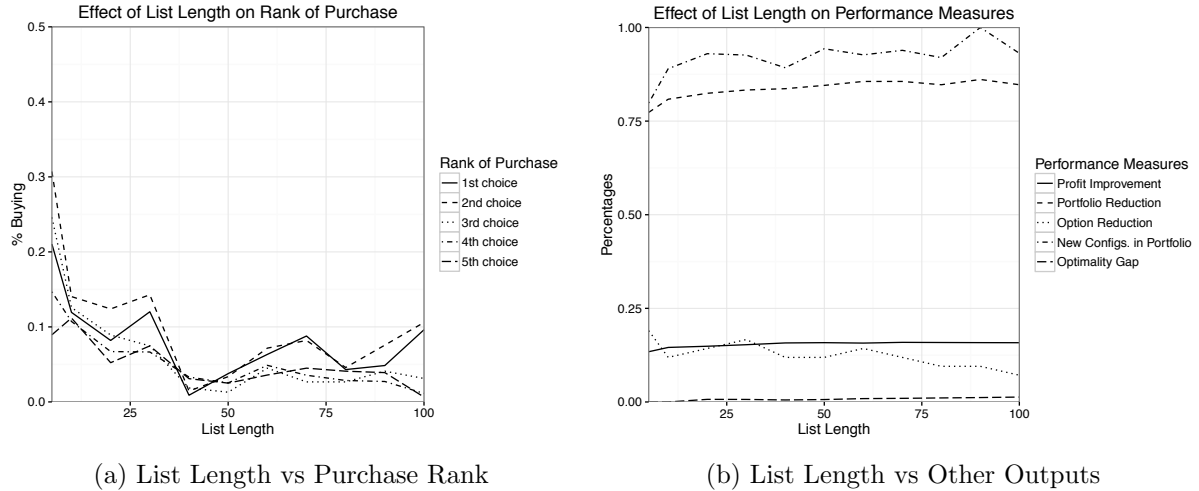 Effect of List Length on Rank of Purchase
0.5
0.4
0.3
0.2
0.1
0.0
% Buying
25
50
75
100
List Length
Rank of Purchase
1st choice
2nd choice
3rd choice
4th choice
5th choice
(a) List Length vs Purchase Rank
Effect of List Length on Performance Measures
1.00
0.75
0.50
0.25
0.00
Percentages
25
50
75
100
List Length
Performance Measures
Profit Improvement
Portfolio Reduction
Option Reduction
New Configs. in Portfolio
Optimality Gap
(b) List Length vs Other Outputs